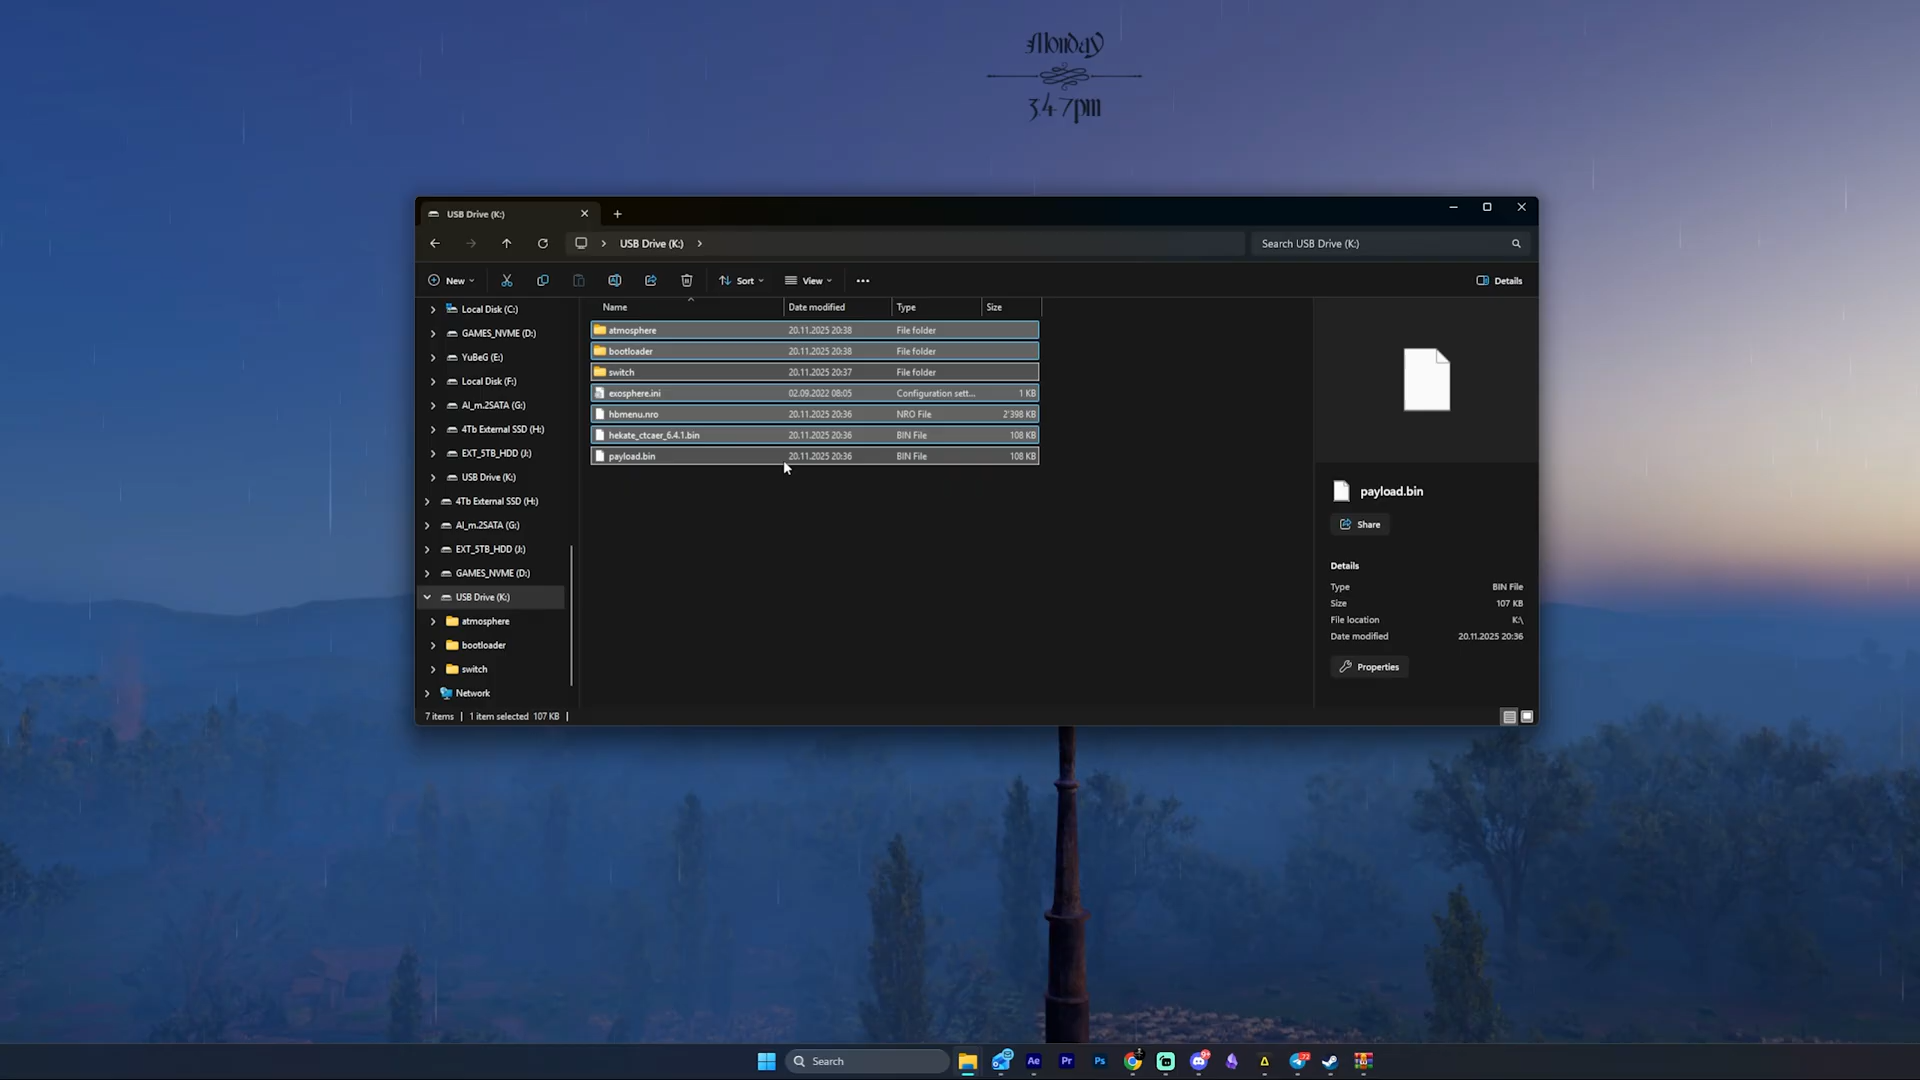 Monday
3:47pm
USB Drive (K:)
USB Drive (K:)
Search USB Drive (K:)
New
Sort
View
Details
Local Disk (C:)
GAMES_NVME (D:)
YuBeG (E:)
Local Disk (F:)
AI_m.2SATA (G:)
4Tb External SSD (H:)
EXT_5TB_HDD (J:)
USB Drive (K:)
4Tb External SSD (H:)
AI_m.2SATA (G:)
EXT_5TB_HDD (J:)
GAMES_NVME (D:)
USB Drive (K:)
atmosphere
bootloader
switch
Network
Name Date modified Type Size
atmosphere 20.11.2025 20:38 File folder
bootloader 20.11.2025 20:38 File folder
switch 20.11.2025 20:37 File folder
exosphere.ini 02.09.2022 08:05 Configuration sett... 1 KB
hbmenu.nro 20.11.2025 20:36 NRO File 2'398 KB
hekate_ctcaer_6.4.1.bin 20.11.2025 20:36 BIN File 108 KB
payload.bin 20.11.2025 20:36 BIN File 108 KB
payload.bin
Share
Details
Type BIN File
Size 107 KB
File location K:\
Date modified 20.11.2025 20:36
Properties
7 items 1 item selected 107 KB
Search
Ae
Pr
Ps